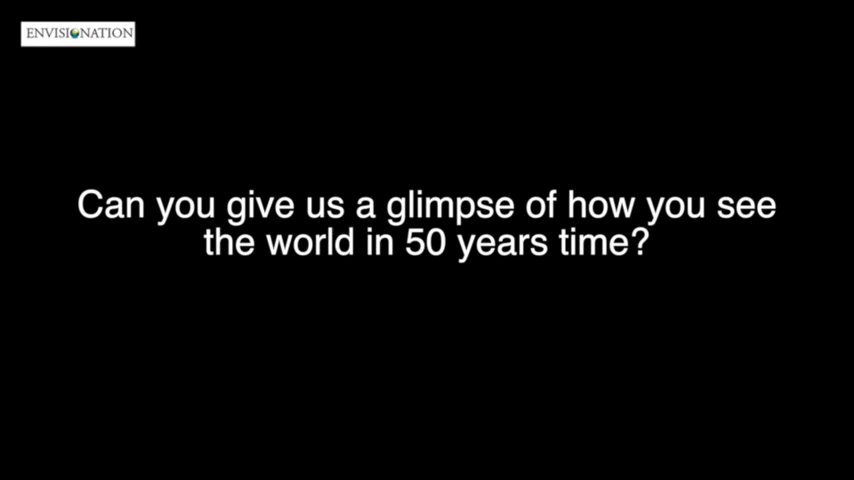 ENVISIONATION
Can you give us a glimpse of how you see
the world in 50 years time?